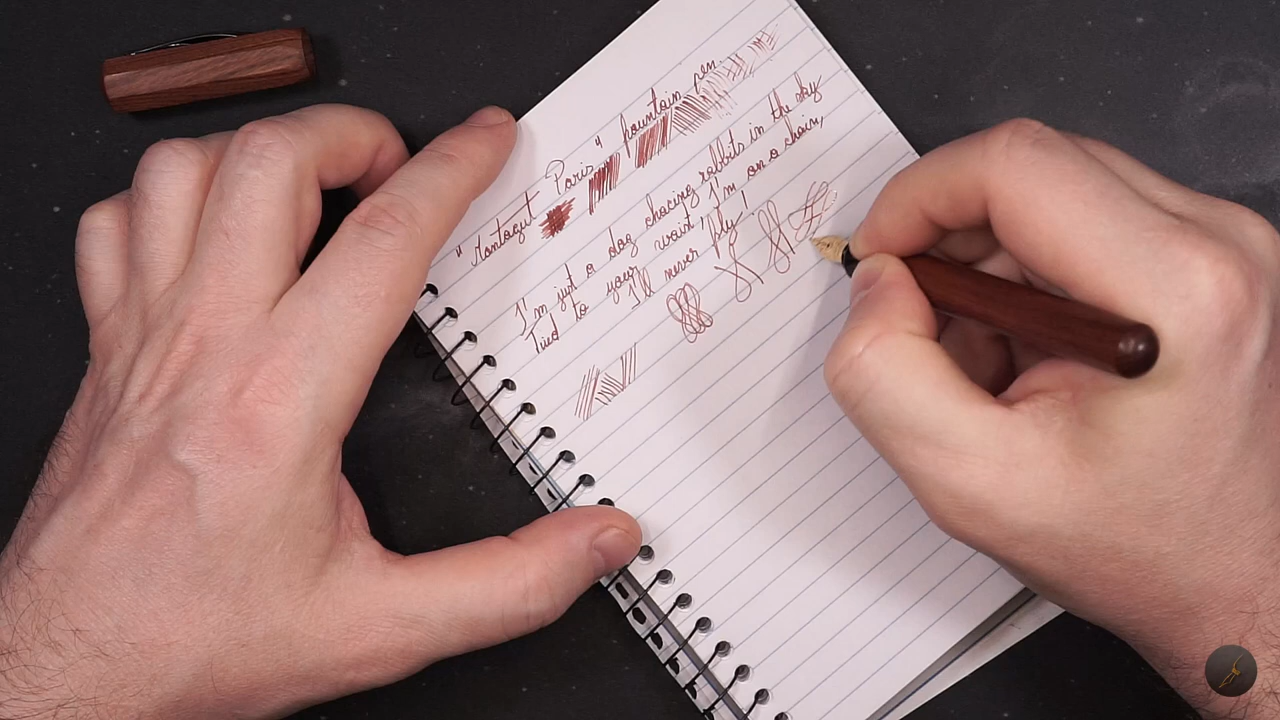 "Montagut Paris" fountain pen.
I'm just a dog chasing rabbits in the sky
Tied to your waist, I'm on a chain,
I'll never fly!